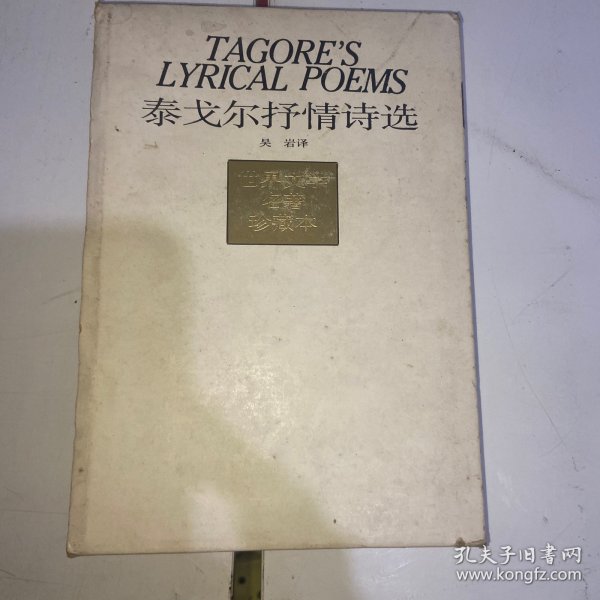 TAGORE'S
LYRICAL POEMS
泰戈尔抒情诗选
吴 岩译
世界文学
名著
珍藏本
孔夫子旧书网
www.kongfz.com